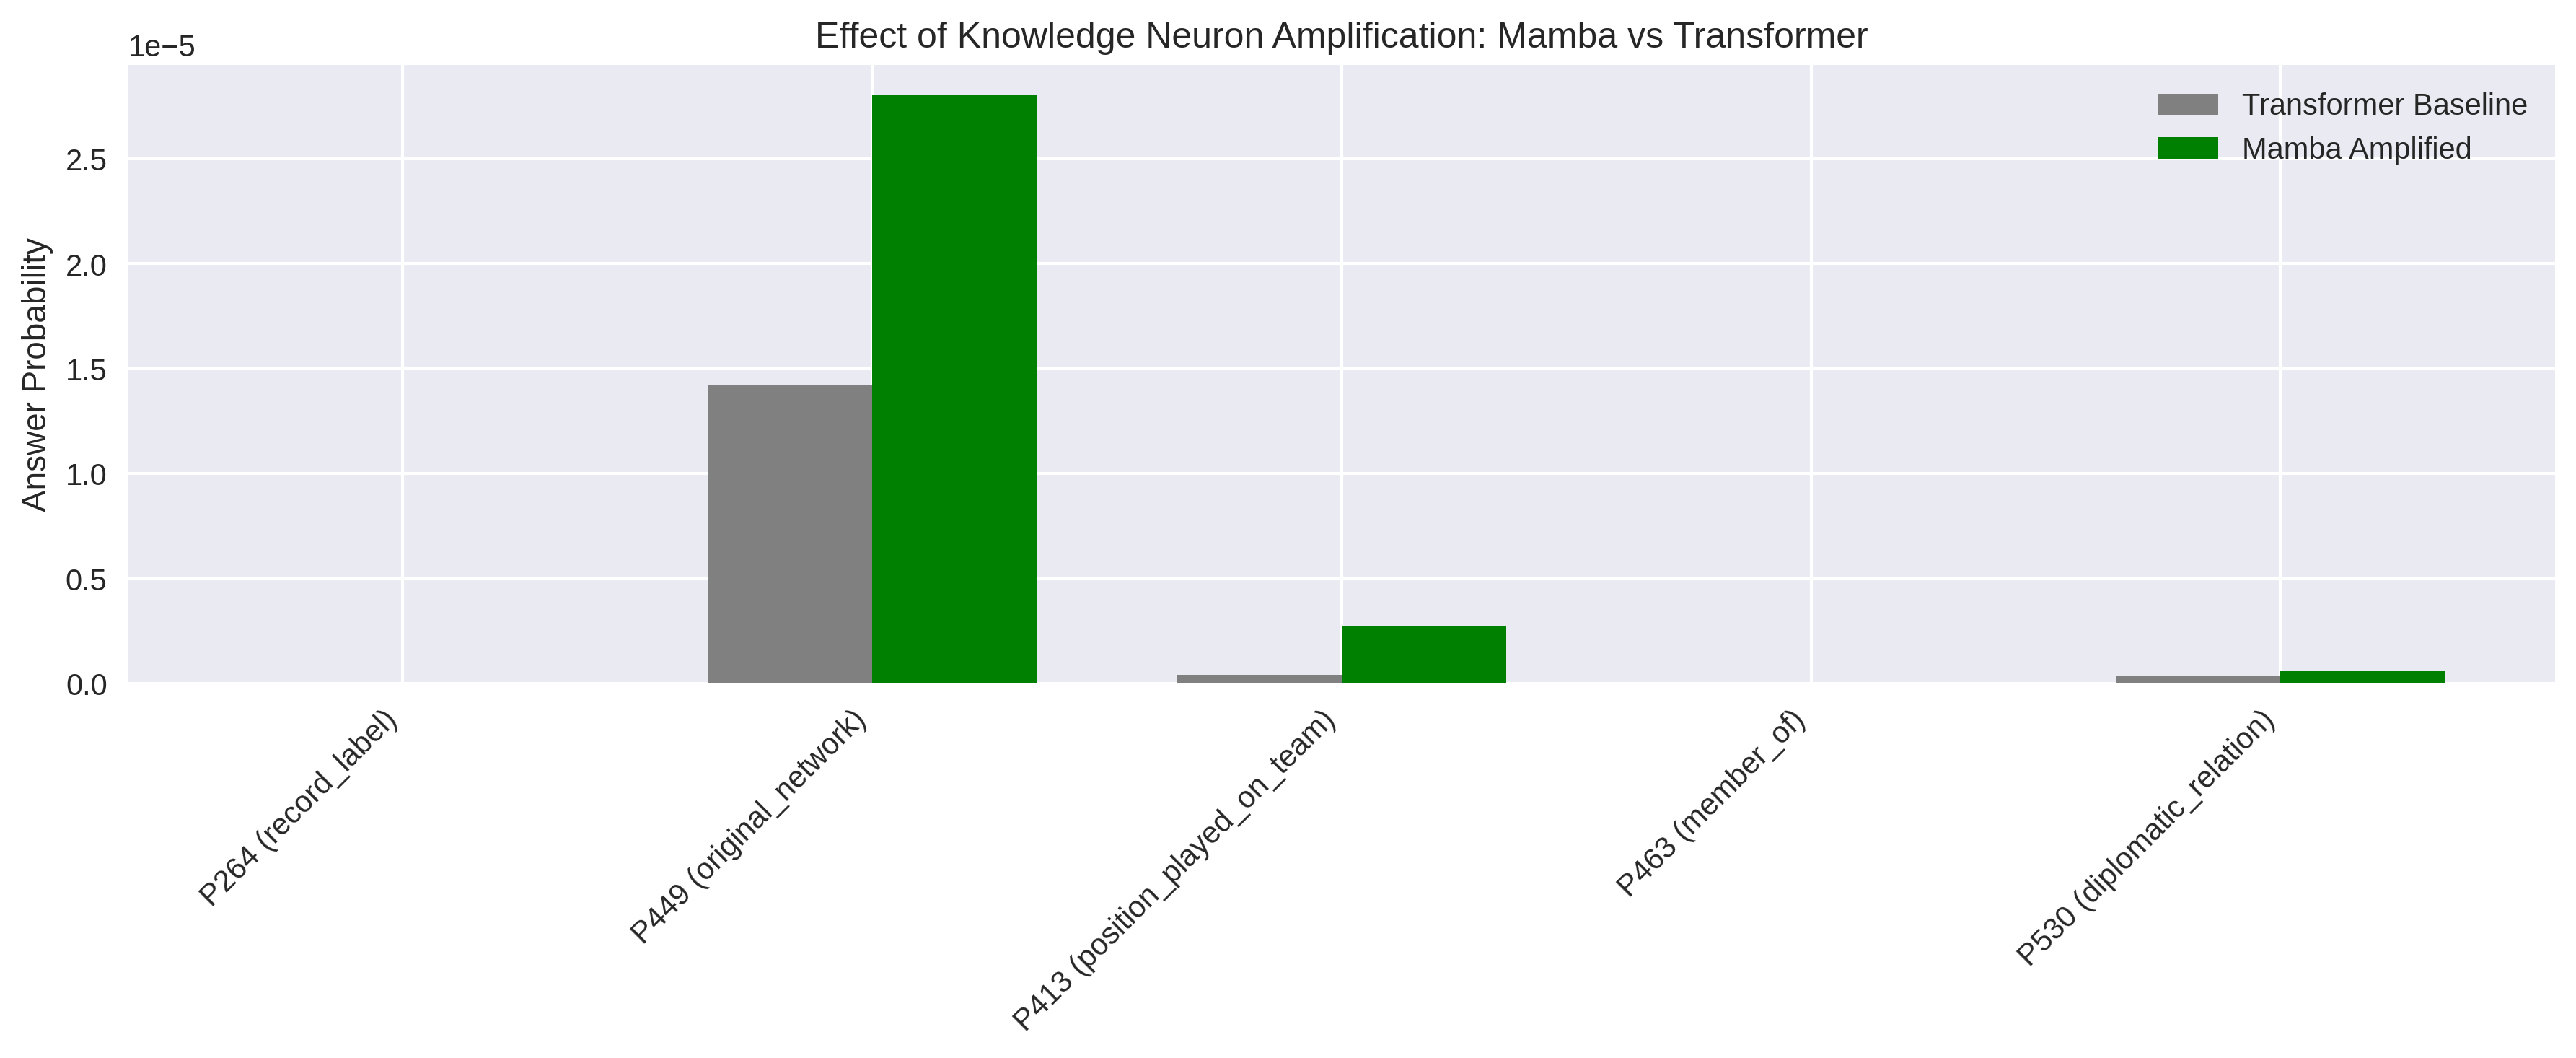 Effect of Knowledge Neuron Amplification: Mamba vs Transformer
1e−5
Transformer Baseline
Mamba Amplified
Answer Probability
2.5
2.0
1.5
1.0
0.5
0.0
P264 (record_label)
P449 (original_network)
P413 (position_played_on_team)
P463 (member_of)
P530 (diplomatic_relation)